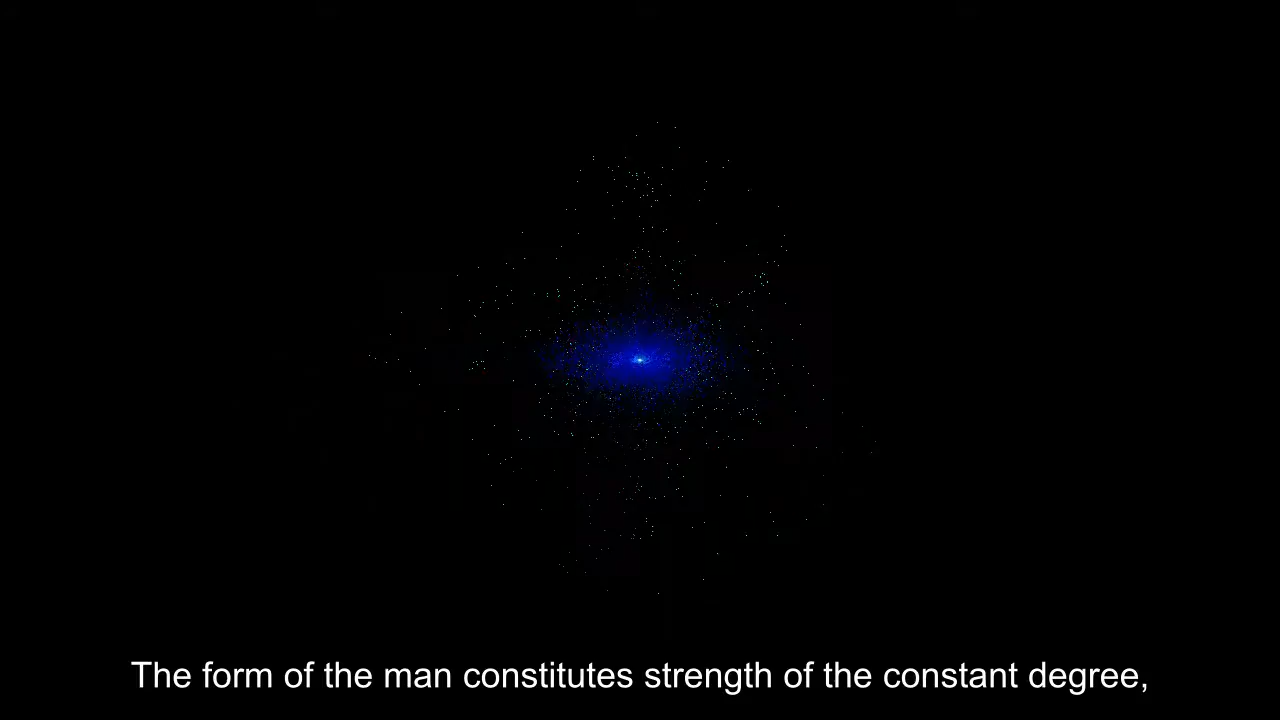 The form of the man constitutes strength of the constant degree,